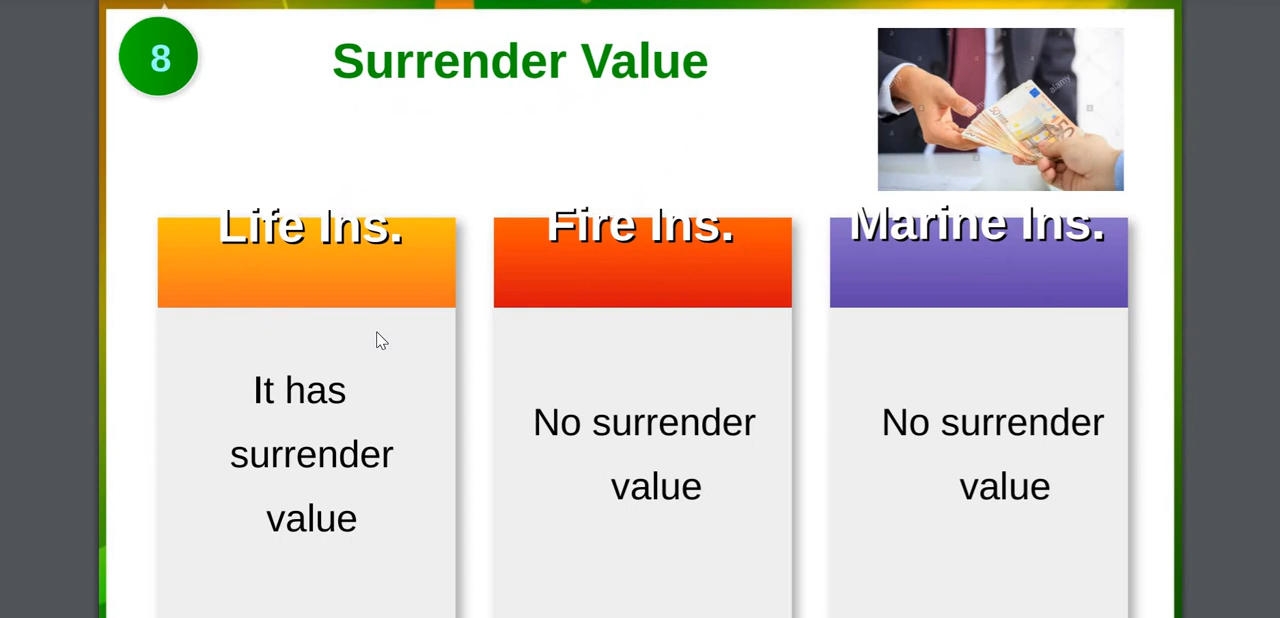 8
Surrender Value
alamy
Life Ins.
Fire Ins.
Marine Ins.
It has
surrender
value
No surrender
value
No surrender
value